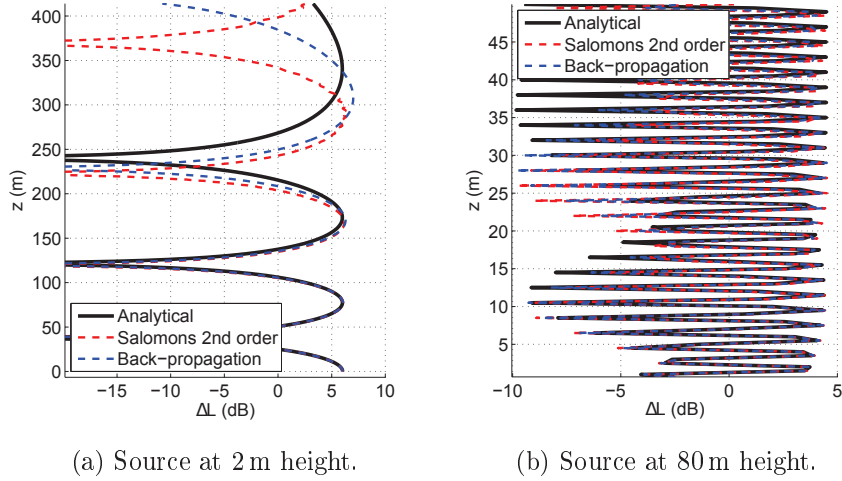 400
350
300
250
200
150
100
50
0
z (m)
−15
−10
−5
0
5
10
ΔL (dB)
Analytical
Salomons 2nd order
Back−propagation
(a) Source at 2 m height.
45
40
35
30
25
20
15
10
5
z (m)
−10
−5
0
5
ΔL (dB)
Analytical
Salomons 2nd order
Back−propagation
(b) Source at 80 m height.